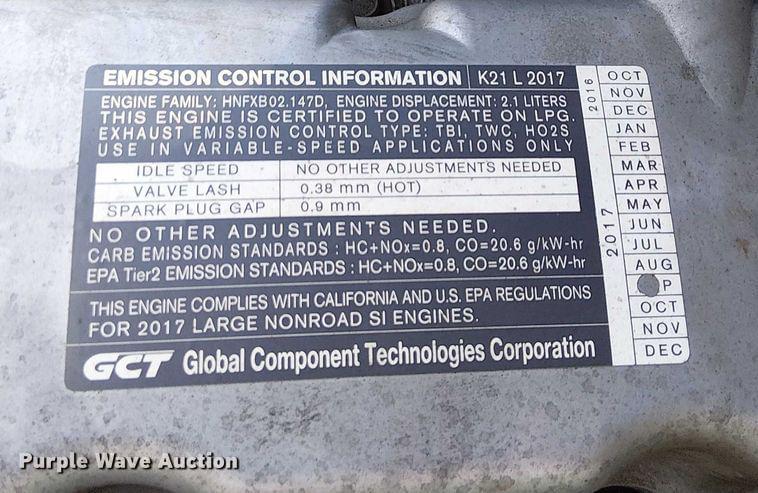 EMISSION CONTROL INFORMATION K21 L 2017
ENGINE FAMILY: HNFXB02.147D, ENGINE DISPLACEMENT: 2.1 LITERS
THIS ENGINE IS CERTIFIED TO OPERATE ON LPG.
EXHAUST EMISSION CONTROL TYPE: TBI, TWC, HO2S
USE IN VARIABLE-SPEED APPLICATIONS ONLY
IDLE SPEED NO OTHER ADJUSTMENTS NEEDED
VALVE LASH 0.38 mm (HOT)
SPARK PLUG GAP 0.9 mm
NO OTHER ADJUSTMENTS NEEDED.
CARB EMISSION STANDARDS : HC+NOx=0.8, CO=20.6 g/kW-hr
EPA Tier2 EMISSION STANDARDS : HC+NOx=0.8, CO=20.6 g/kW-hr
THIS ENGINE COMPLIES WITH CALIFORNIA AND U.S. EPA REGULATIONS
FOR 2017 LARGE NONROAD SI ENGINES.
GCT Global Component Technologies Corporation
2016
OCT
NOV
DEC
2017
JAN
FEB
MAR
APR
MAY
JUN
JUL
AUG
P
OCT
NOV
DEC
Purple Wave Auction